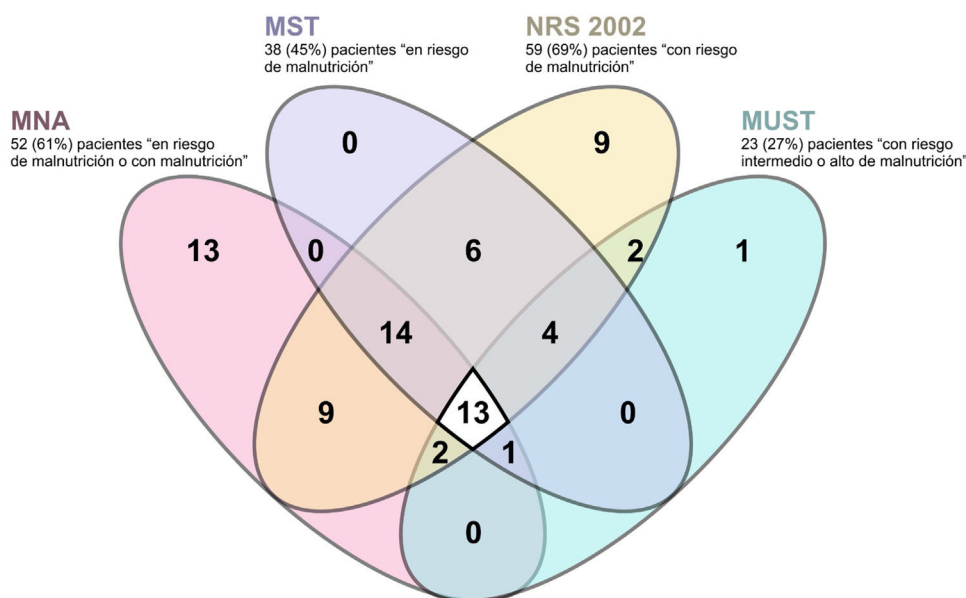 MST
38 (45%) pacientes “en riesgo
de malnutrición”
NRS 2002
59 (69%) pacientes “con riesgo
de malnutrición”
MNA
52 (61%) pacientes “en riesgo
de malnutrición o con malnutrición”
MUST
23 (27%) pacientes “con riesgo
intermedio o alto de malnutrición”
0
9
13
0
6
2
1
14
4
9
13
0
2
1
0